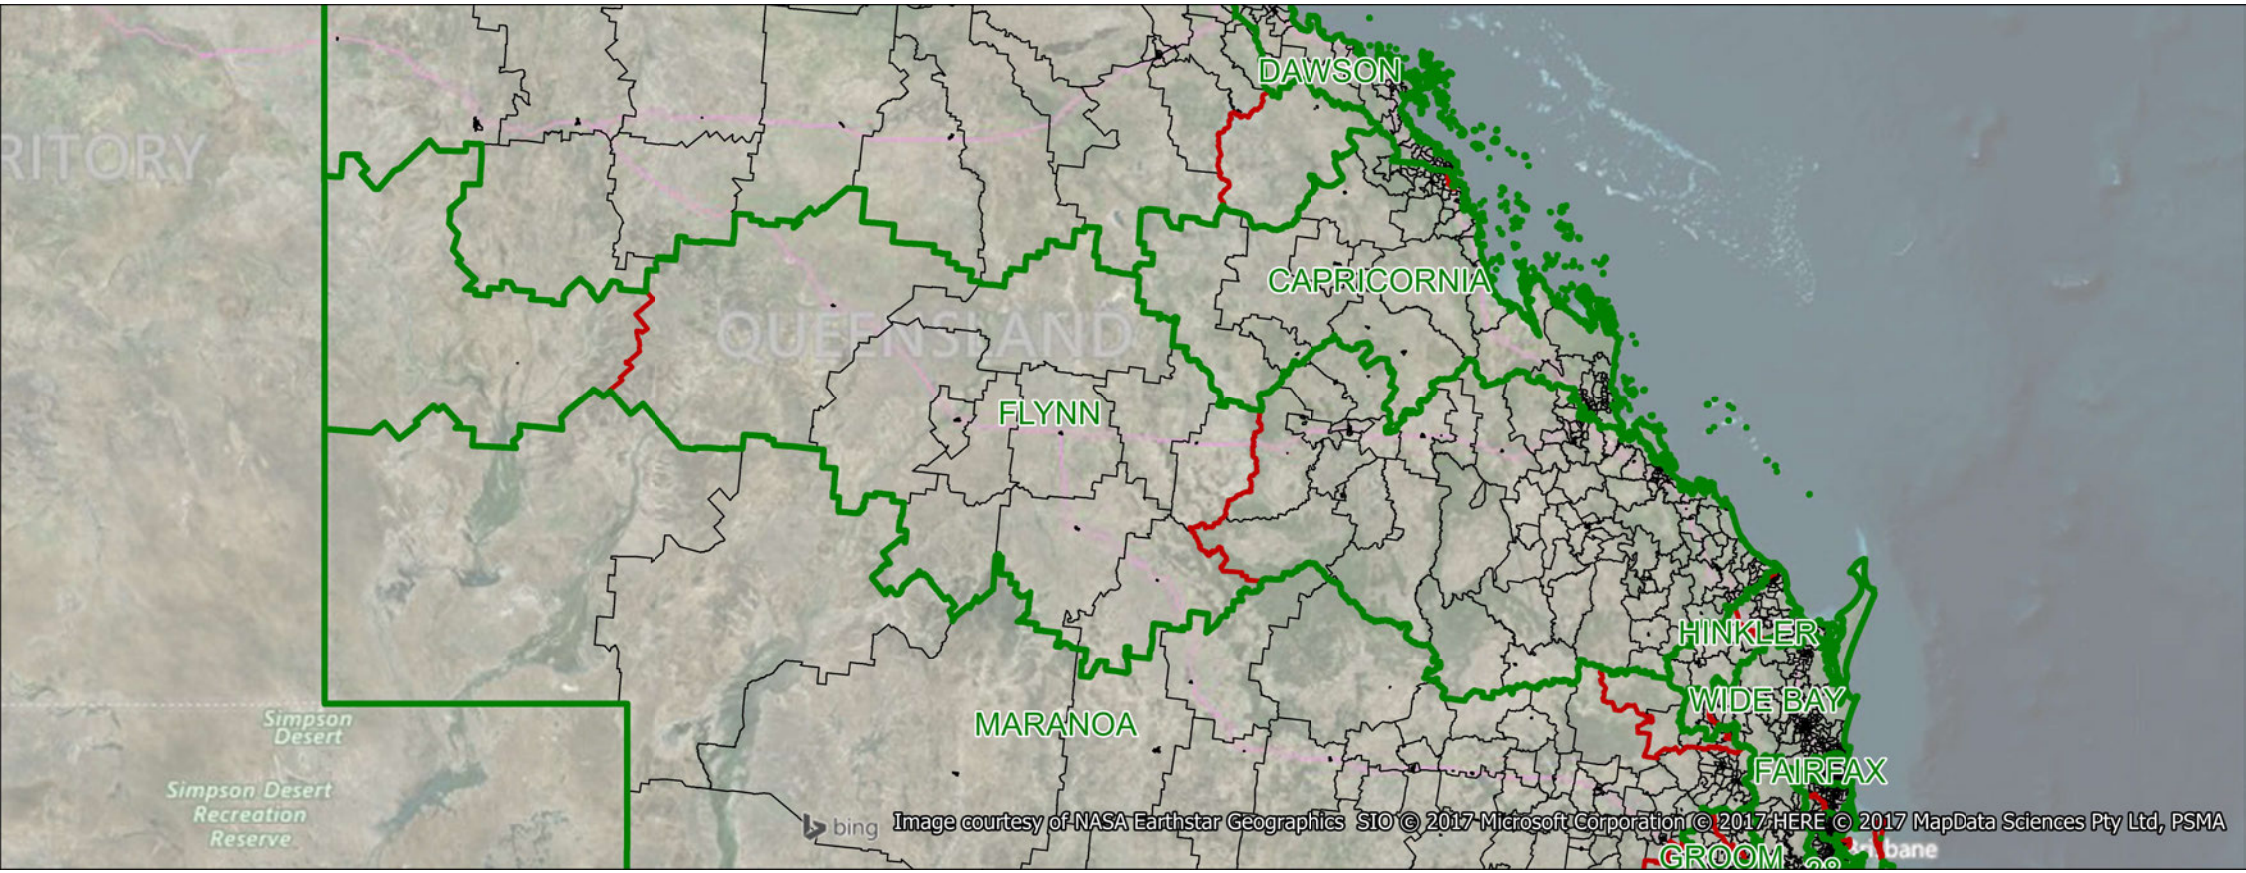 DAWSON
RITORY
CAPRICORNIA
QUEENSLAND
FLYNN
HINKLER
WIDE BAY
MARANOA
Simpson
Desert
FAIRFAX
Simpson Desert
Recreation
Reserve
bing
Image courtesy of NASA Earthstar Geographics SIO © 2017 Microsoft Corporation © 2017 HERE © 2017 MapData Sciences Pty Ltd, PSMA
Brisbane
GROOM